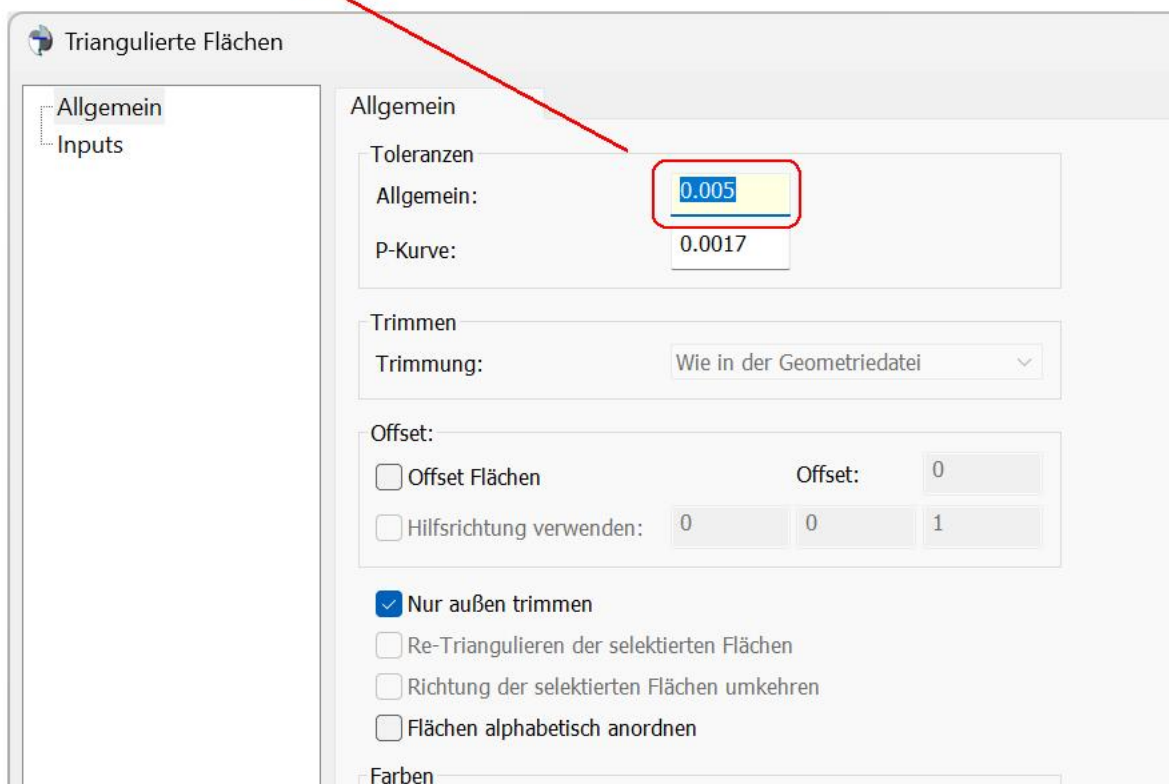 Triangulierte Flächen
Allgemein
Inputs
Allgemein
Toleranzen
Allgemein: 0.005
P-Kurve: 0.0017
Trimmen
Trimmung: Wie in der Geometriedatei
Offset:
Offset Flächen Offset: 0
Hilfsrichtung verwenden: 0 0 1
Nur außen trimmen
Re-Triangulieren der selektierten Flächen
Richtung der selektierten Flächen umkehren
Flächen alphabetisch anordnen
Farben